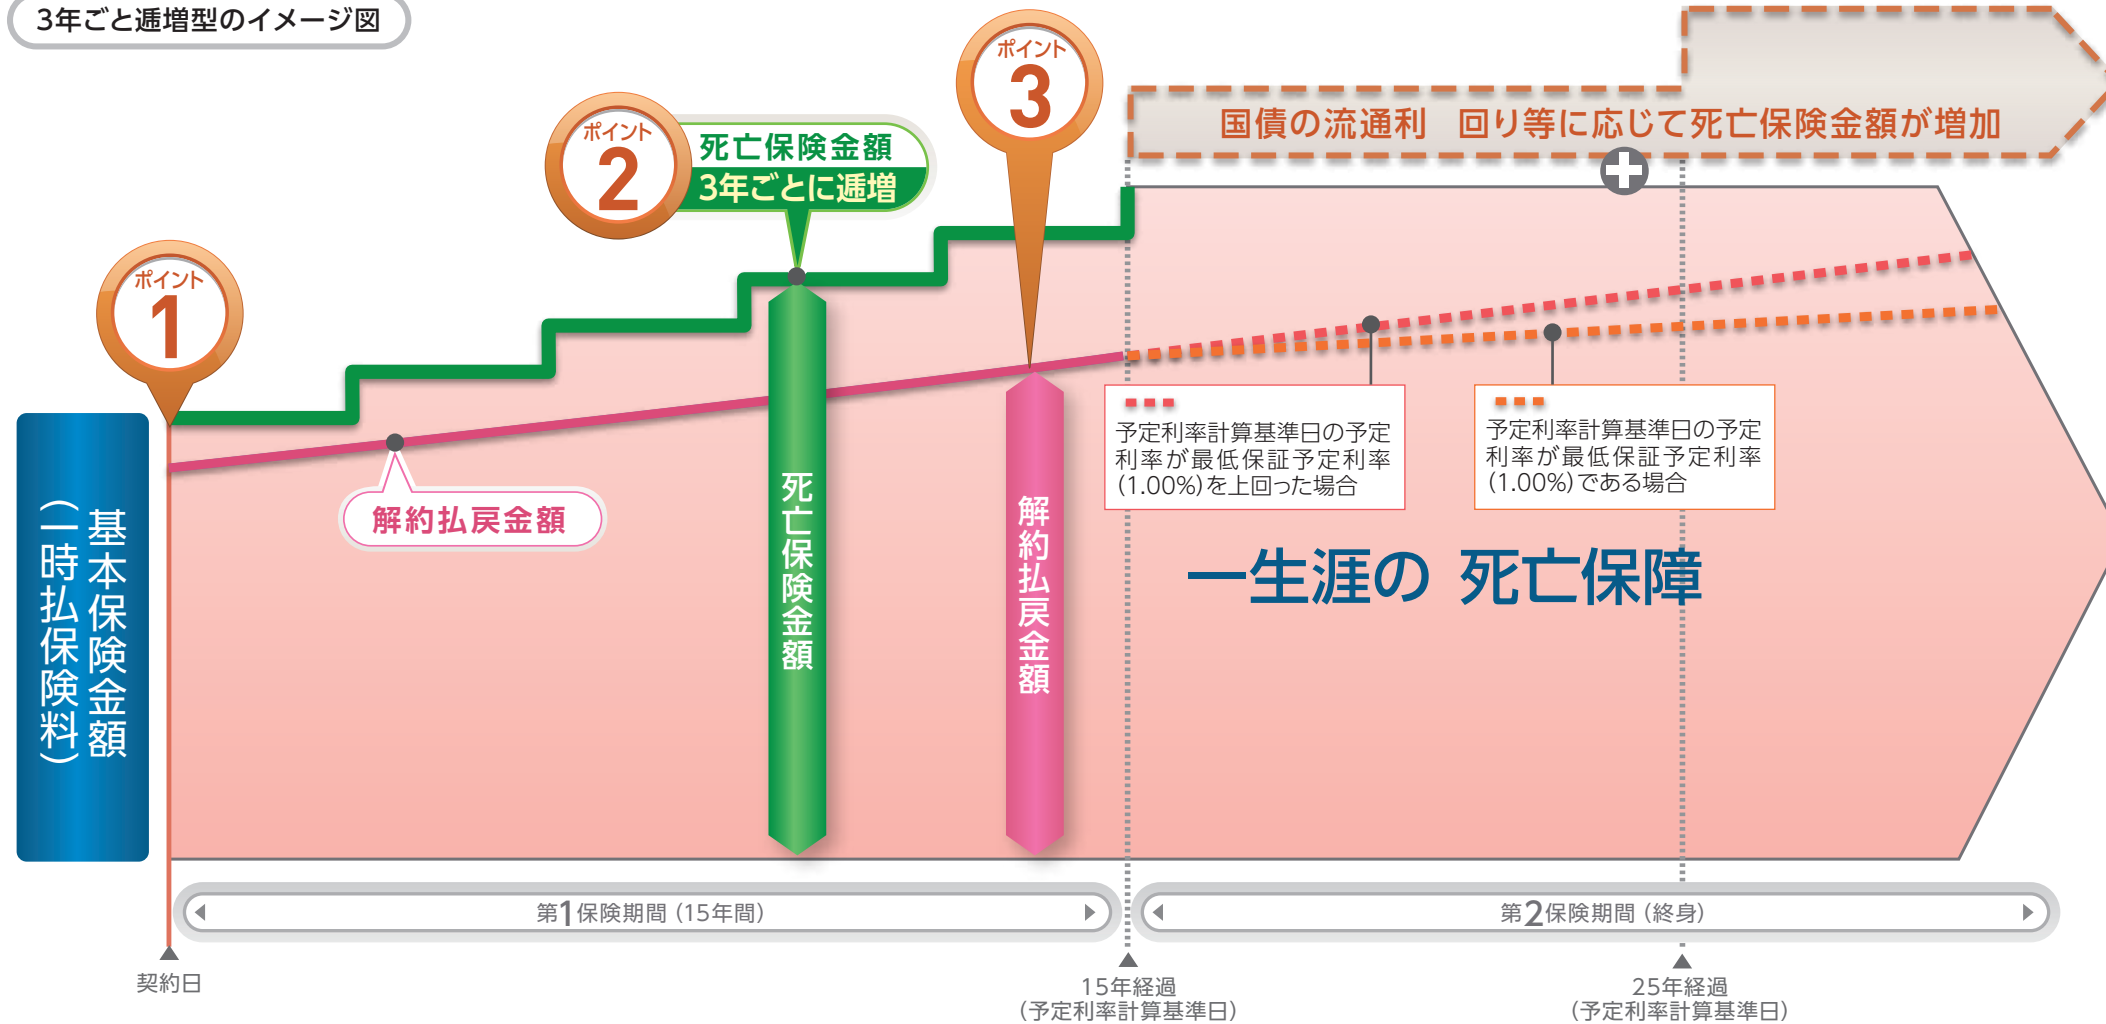 3年ごと逓増型のイメージ図
ポイント
1
ポイント
2
死亡保険金額
3年ごとに逓増
ポイント
3
国債の流通利 回り等に応じて死亡保険金額が増加
基本保険金額
(一時払保険料)
解約払戻金額
死亡保険金額
解約払戻金額
予定利率計算基準日の予定
利率が最低保証予定利率
(1.00%)を上回った場合
予定利率計算基準日の予定
利率が最低保証予定利率
(1.00%)である場合
一生涯の 死亡保障
第1保険期間(15年間)
第2保険期間(終身)
契約日
15年経過
(予定利率計算基準日)
25年経過
(予定利率計算基準日)